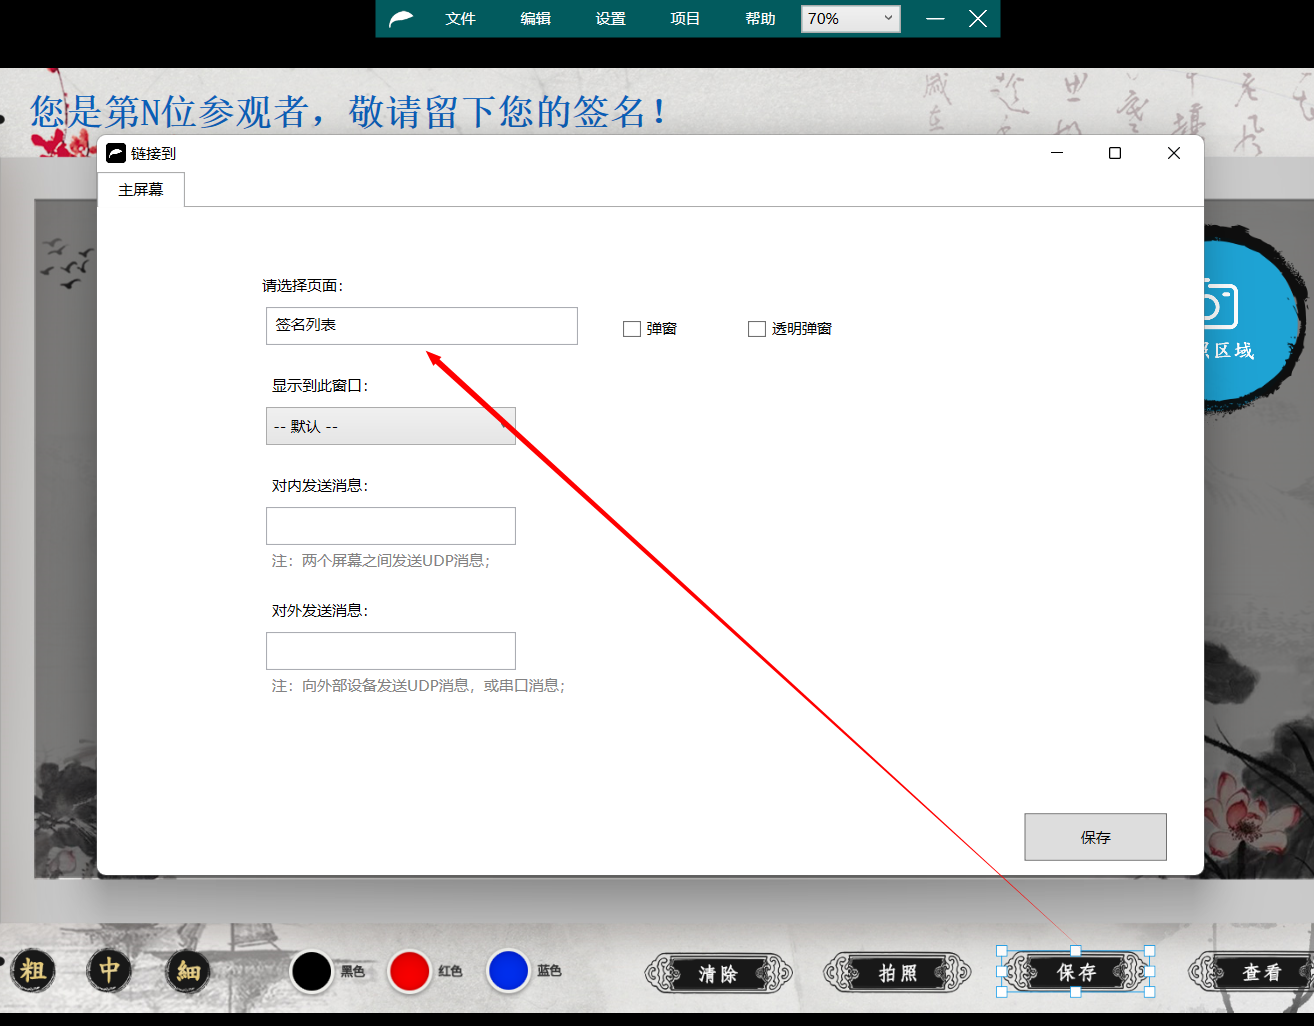 文件 编辑 设置 项目 帮助 70%
您是第N位参观者，敬请留下您的签名！
链接到
主屏幕
请选择页面：
签名列表 弹窗 透明弹窗
显示到此窗口：
-- 默认 --
对内发送消息：
注：两个屏幕之间发送UDP消息；
对外发送消息：
注：向外部设备发送UDP消息，或串口消息；
保存
区域
粗 中 細 黑色 红色 蓝色 清除 拍照 保存 查看